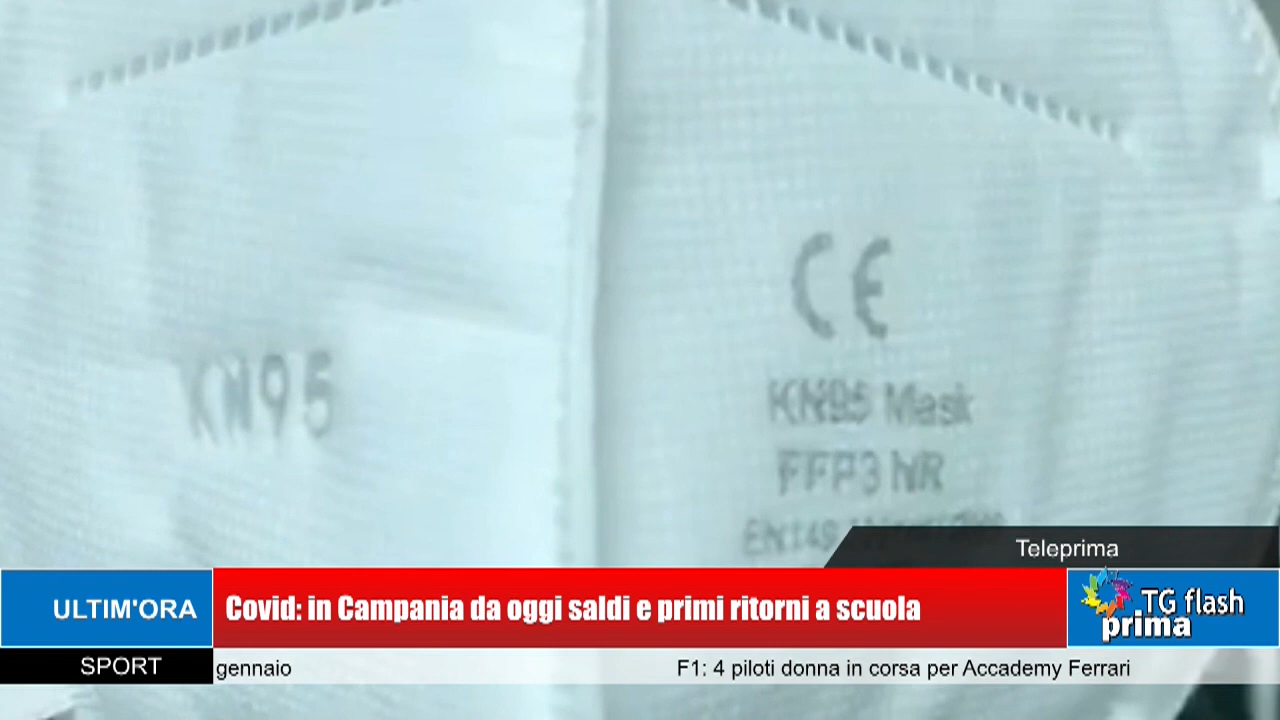 KN95
CE
KN95 Mask
FFP3 NR
Teleprima
ULTIM'ORA
Covid: in Campania da oggi saldi e primi ritorni a scuola
TG flash
prima
SPORT
gennaio
F1: 4 piloti donna in corsa per Accademy Ferrari